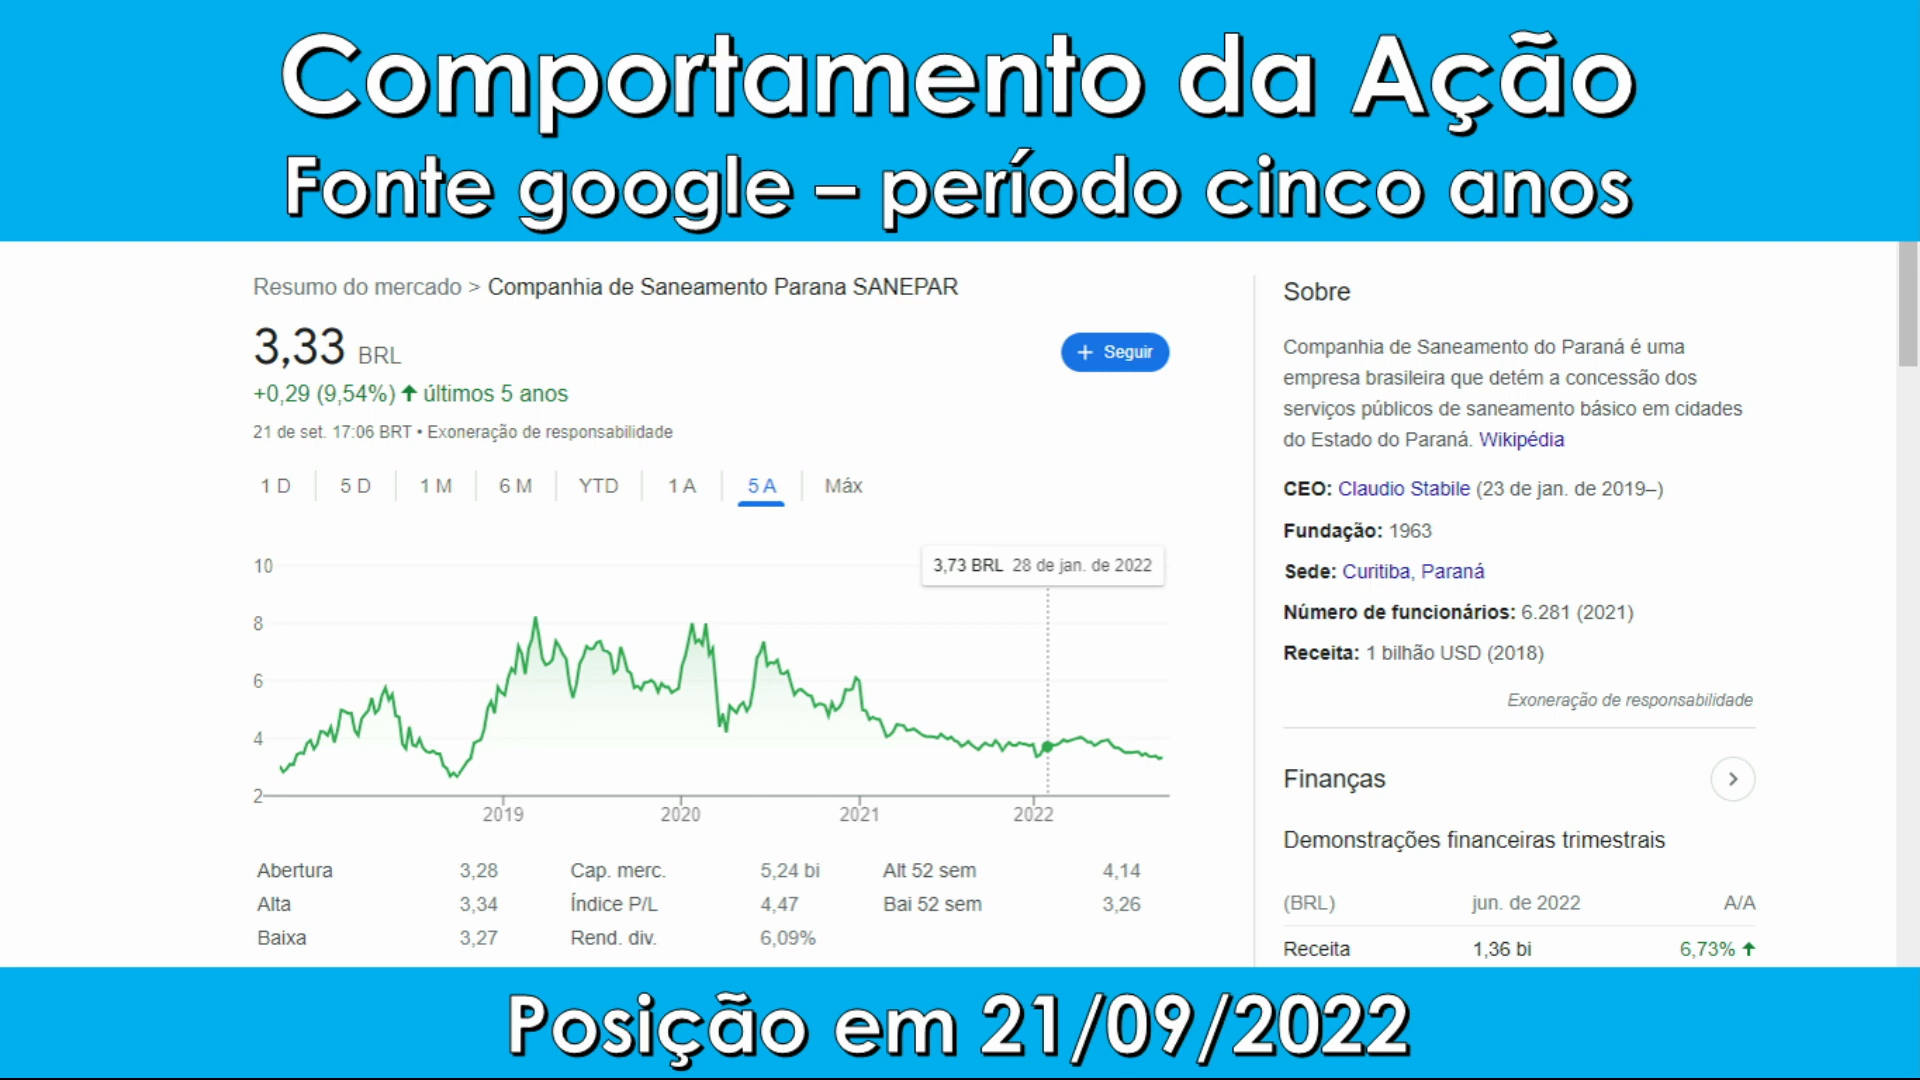 Comportamento da Ação
Fonte google – período cinco anos
Resumo do mercado > Companhia de Saneamento Parana SANEPAR
3,33 BRL
+ Seguir
+0,29 (9,54%) ↑ últimos 5 anos
21 de set. 17:06 BRT • Exoneração de responsabilidade
1 D 5 D 1 M 6 M YTD 1 A 5 A Máx
3,73 BRL 28 de jan. de 2022
10
8
6
4
2
2019 2020 2021 2022
Abertura 3,28 Cap. merc. 5,24 bi Alt 52 sem 4,14
Alta 3,34 Índice P/L 4,47 Bai 52 sem 3,26
Baixa 3,27 Rend. div. 6,09%
Sobre
Companhia de Saneamento do Paraná é uma
empresa brasileira que detém a concessão dos
serviços públicos de saneamento básico em cidades
do Estado do Paraná. Wikipédia
CEO: Claudio Stabile (23 de jan. de 2019–)
Fundação: 1963
Sede: Curitiba, Paraná
Número de funcionários: 6.281 (2021)
Receita: 1 bilhão USD (2018)
Exoneração de responsabilidade
Finanças
Demonstrações financeiras trimestrais
(BRL) jun. de 2022 A/A
Receita 1,36 bi 6,73% ↑
Posição em 21/09/2022